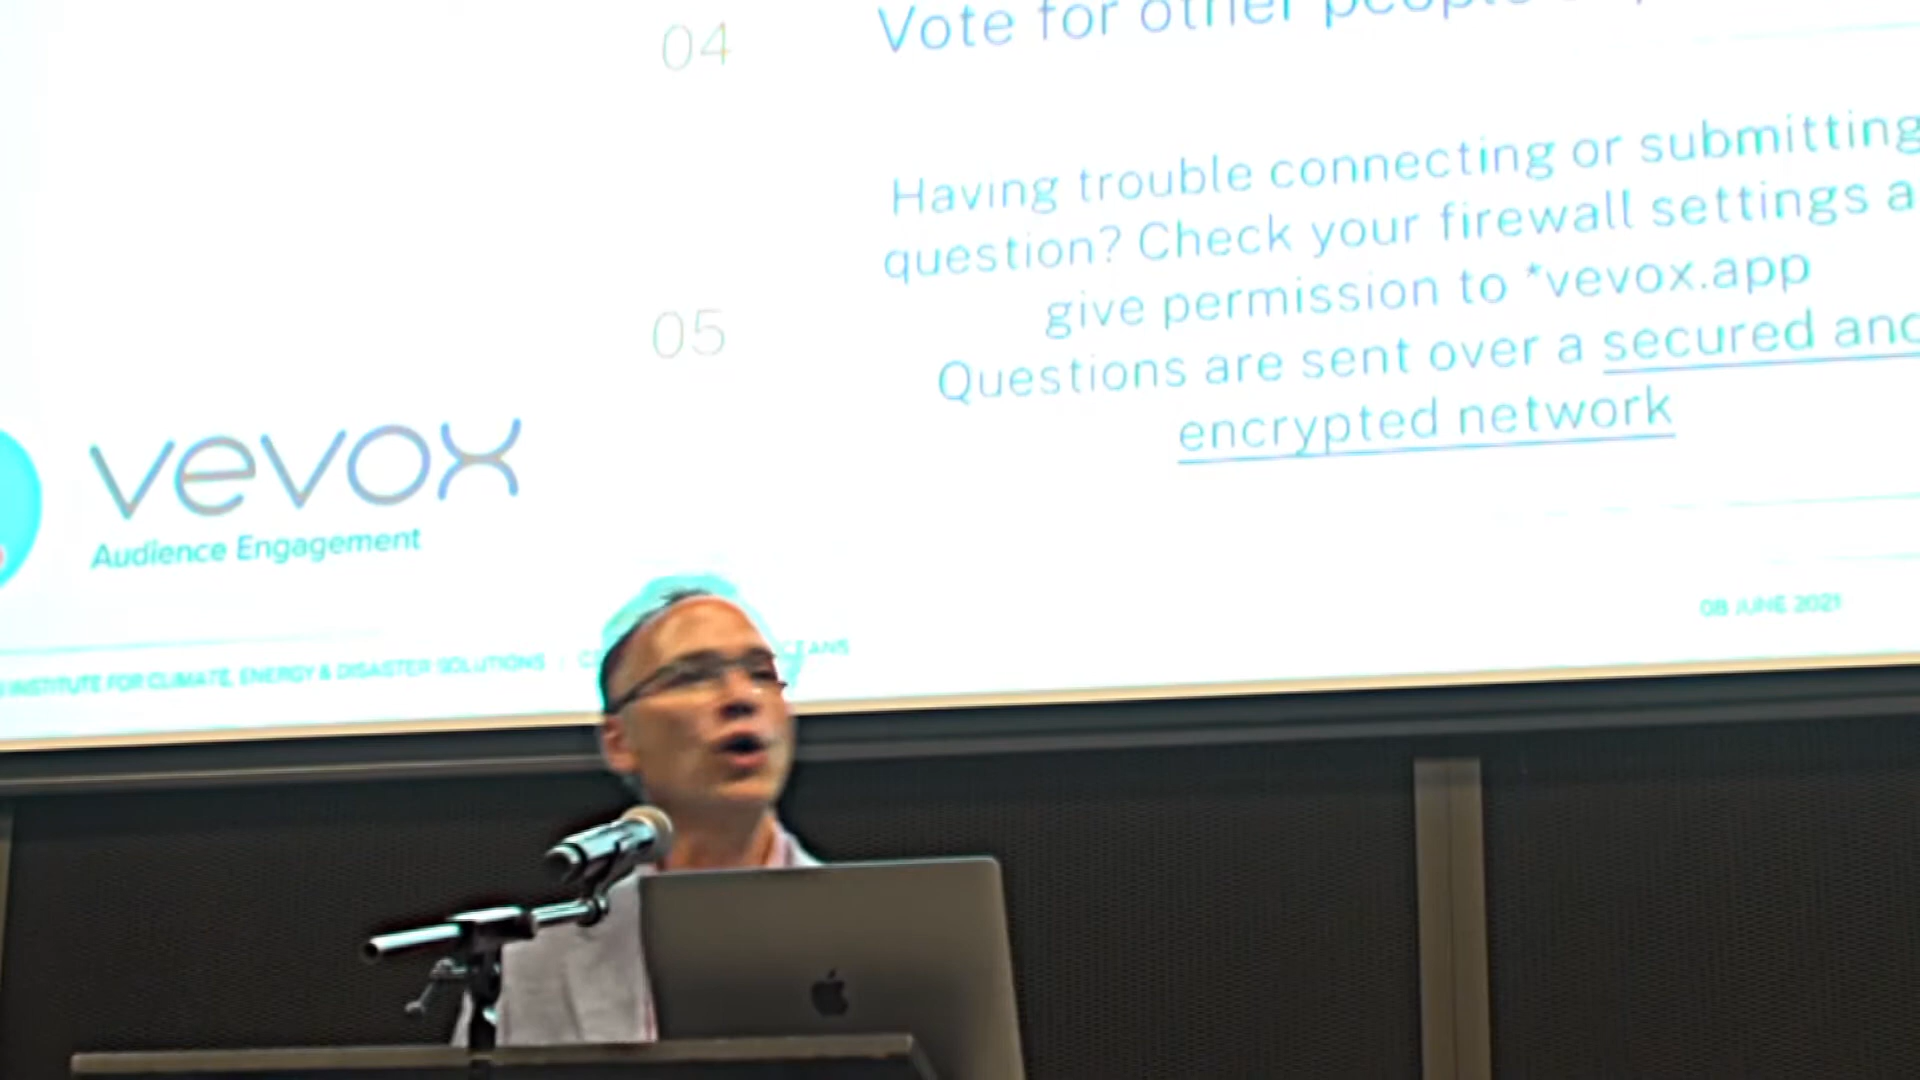 04
Vote for other people's
Having trouble connecting or submitting
question? Check your firewall settings a
give permission to *vevox.app
05
Questions are sent over a secured and
encrypted network
vevox
Audience Engagement
08 JUNE 2021
INSTITUTE FOR CLIMATE, ENERGY & DISASTER SOLUTIONS | OCEANS